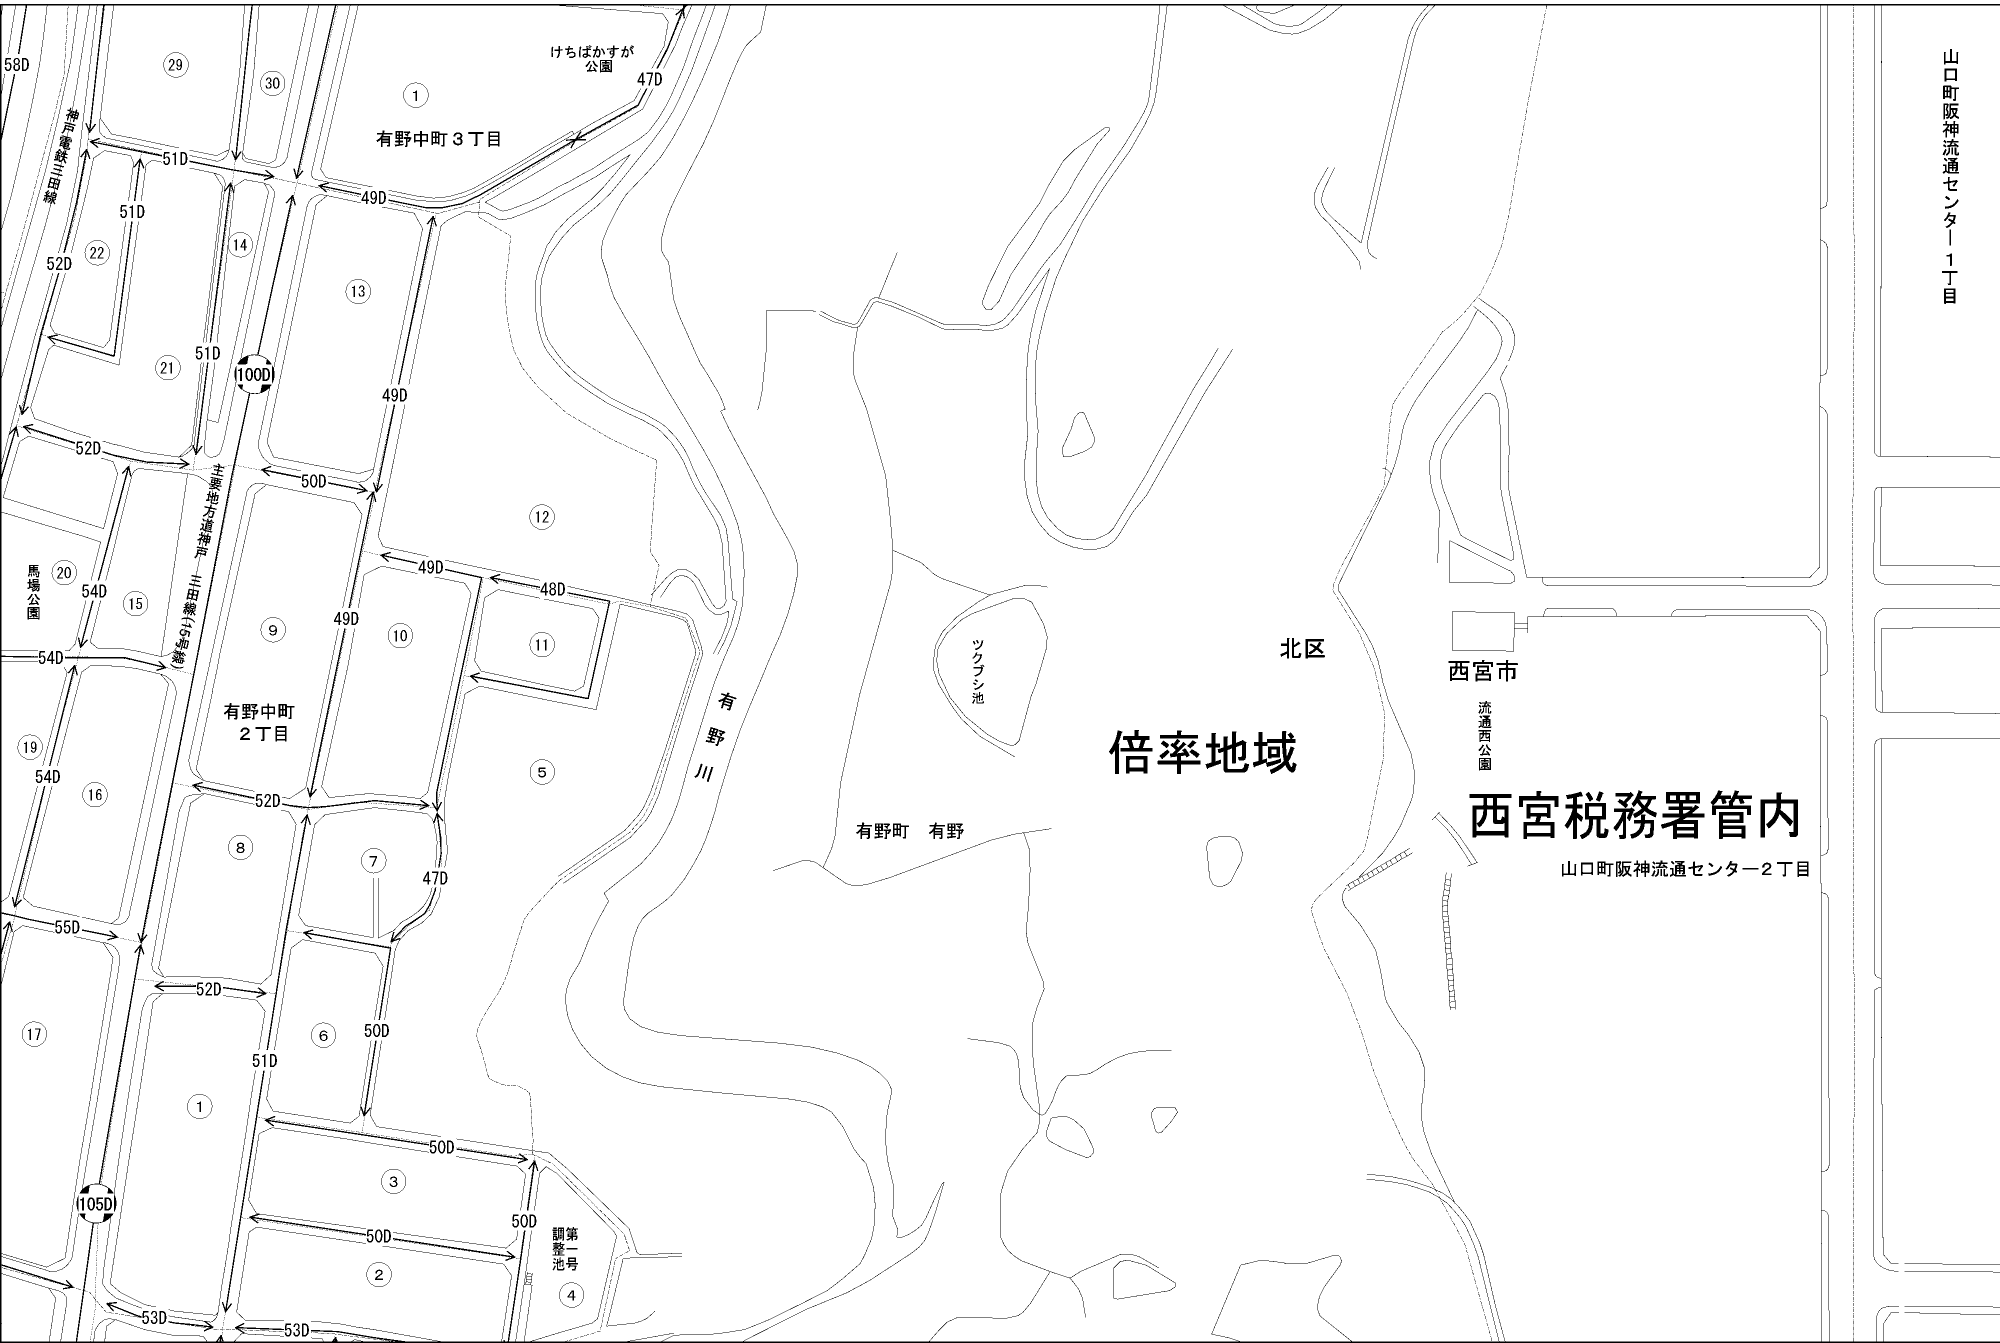 58D
29
30
1
けちばかすが
公園
47D
有野中町3丁目
山口町阪神流通センター1丁目
神戸電鉄三田線
51D
51D
49D
22
52D
14
13
21
51D
100D
49D
52D
50D
主要地方道神戸 三田線(15号線)
12
馬場公園
20
54D
15
49D
48D
49D
9
10
11
54D
ツクブシ池
北区
西宮市
流通西公園
有野中町
2丁目
有野川
倍率地域
19
54D
16
52D
5
西宮税務署管内
有野町 有野
山口町阪神流通センター2丁目
8
7
47D
55D
52D
17
6
50D
51D
1
50D
3
105D
50D
50D
第一号
調整池
2
4
53D
53D